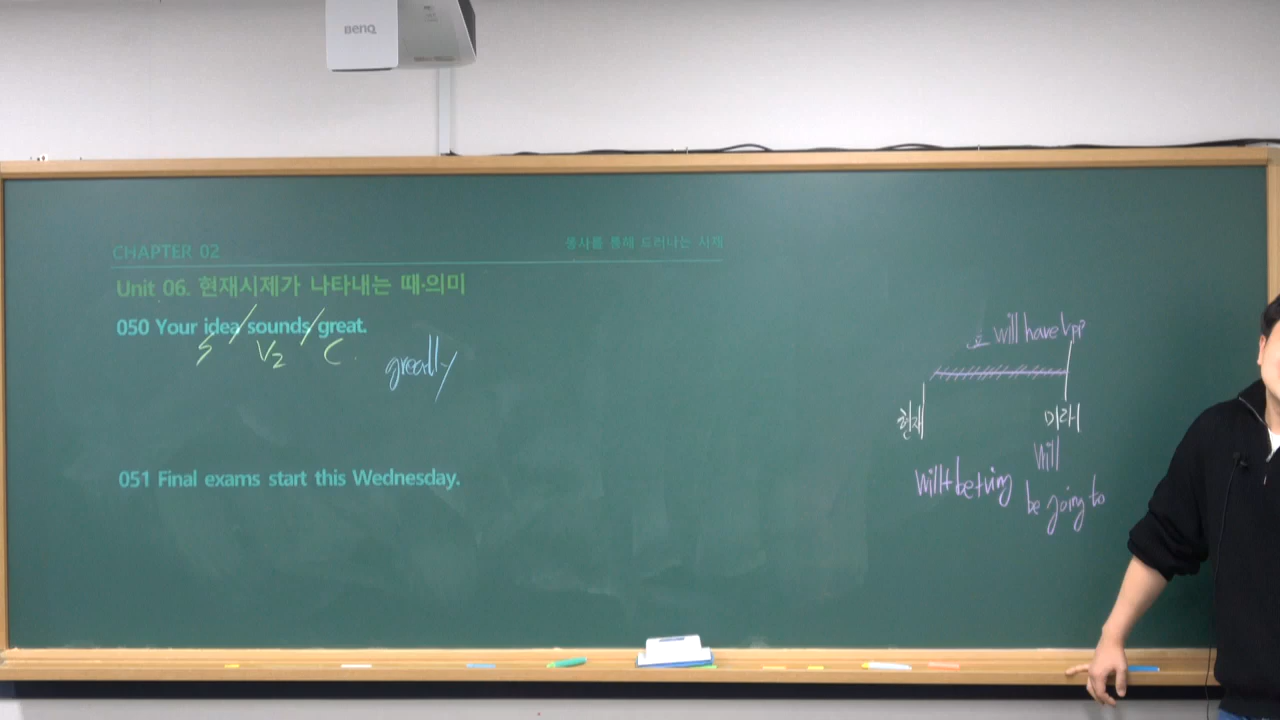 BenQ
CHAPTER 02
동사를 통해 드러나는 시제
Unit 06. 현재시제가 나타내는 때·의미
050 Your idea / sounds / great.
S V2 C.
greatly
051 Final exams start this Wednesday.
will have Vpp
현재
미래
will
will+be+ving
be going to